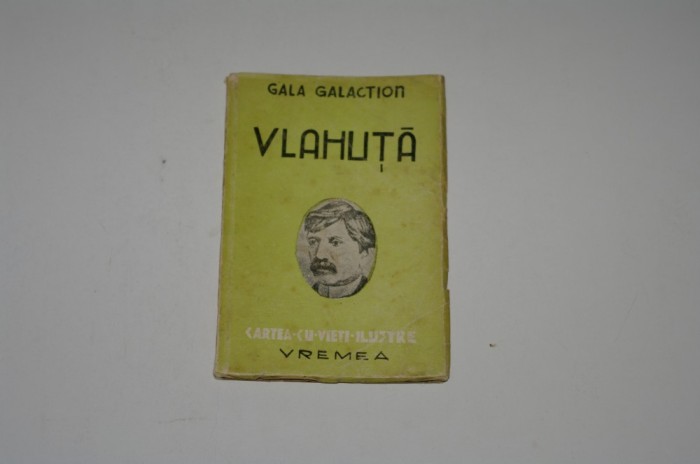 GALA GALACTION
VLAHUȚĂ
CARTEA·CU·VIEȚI·ILUSTRE
VREMEA